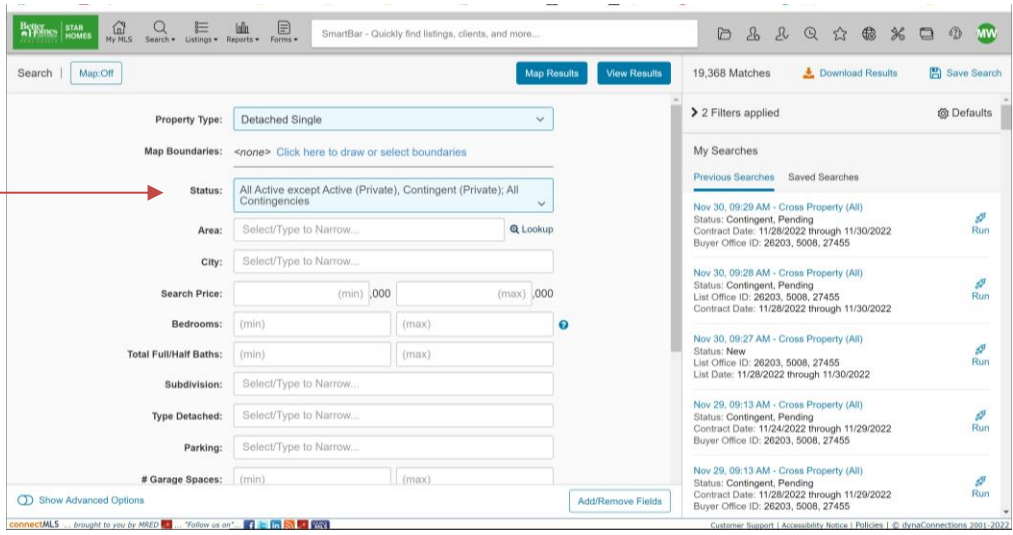 Better Homes
STAR HOMES
My MLS
Search
Listings
Reports
Forms
SmartBar - Quickly find listings, clients, and more...
MW
Search | Map:Off
Map Results
View Results
19,368 Matches
Download Results
Save Search
Property Type: Detached Single
Map Boundaries: <none> Click here to draw or select boundaries
Status: All Active except Active (Private), Contingent (Private); All
Contingencies
Area: Select/Type to Narrow... Lookup
City: Select/Type to Narrow...
Search Price: (min) ,000 (max) ,000
Bedrooms: (min) (max)
Total Full/Half Baths: (min) (max)
Subdivision: Select/Type to Narrow...
Type Detached: Select/Type to Narrow...
Parking: Select/Type to Narrow...
# Garage Spaces: (min) (max)
Show Advanced Options
Add/Remove Fields
2 Filters applied
Defaults
My Searches
Previous Searches Saved Searches
Nov 30, 09:29 AM - Cross Property (All)
Status: Contingent, Pending
Contract Date: 11/28/2022 through 11/30/2022
Buyer Office ID: 26203, 5008, 27455
Run
Nov 30, 09:28 AM - Cross Property (All)
Status: Contingent, Pending
List Office ID: 26203, 5008, 27455
Contract Date: 11/28/2022 through 11/30/2022
Run
Nov 30, 09:27 AM - Cross Property (All)
Status: New
List Office ID: 26203, 5008, 27455
List Date: 11/28/2022 through 11/30/2022
Run
Nov 29, 09:13 AM - Cross Property (All)
Status: Contingent, Pending
Contract Date: 11/24/2022 through 11/29/2022
Buyer Office ID: 26203, 5008, 27455
Run
Nov 29, 09:13 AM - Cross Property (All)
Status: Contingent, Pending
Contract Date: 11/28/2022 through 11/29/2022
Buyer Office ID: 26203, 5008, 27455
Run
connectMLS ... brought to you by MRED ... "Follow us on"...
Customer Support | Accessibility Notice | Policies | © dynaConnections 2001-2022